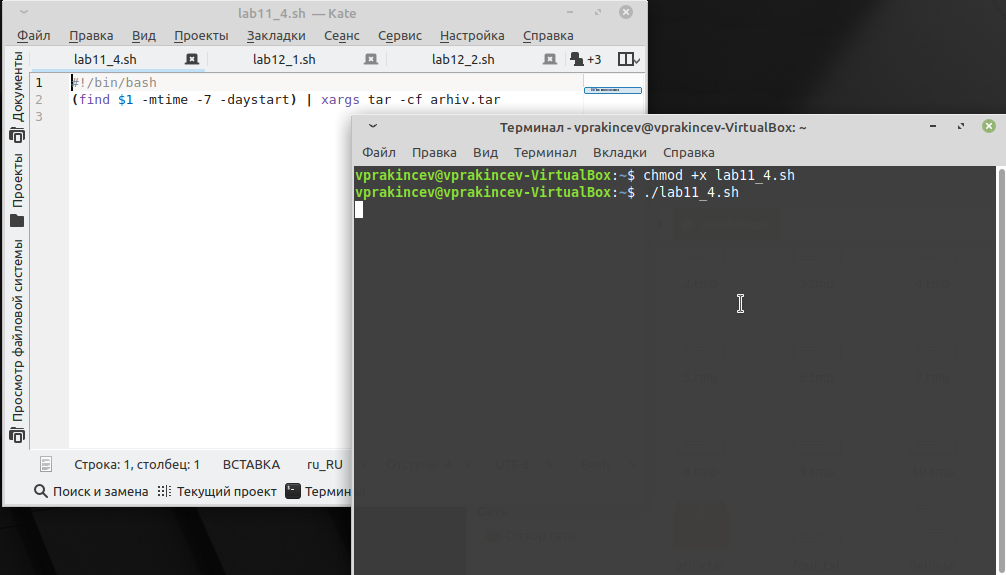 lab11_4.sh — Kate
Файл Правка Вид Проекты Закладки Сеанс Сервис Настройка Справка
lab11_4.sh lab12_1.sh lab12_2.sh +3
Документы
Проекты
Просмотр файловой системы
1 #!/bin/bash
2 (find $1 -mtime -7 -daystart) | xargs tar -cf arhiv.tar
3
Строка: 1, столбец: 1 ВСТАВКА ru_RU
Поиск и замена Текущий проект Термин
Терминал - vprakincev@vprakincev-VirtualBox: ~
Файл Правка Вид Терминал Вкладки Справка
vprakincev@vprakincev-VirtualBox:~$ chmod +x lab11_4.sh
vprakincev@vprakincev-VirtualBox:~$ ./lab11_4.sh